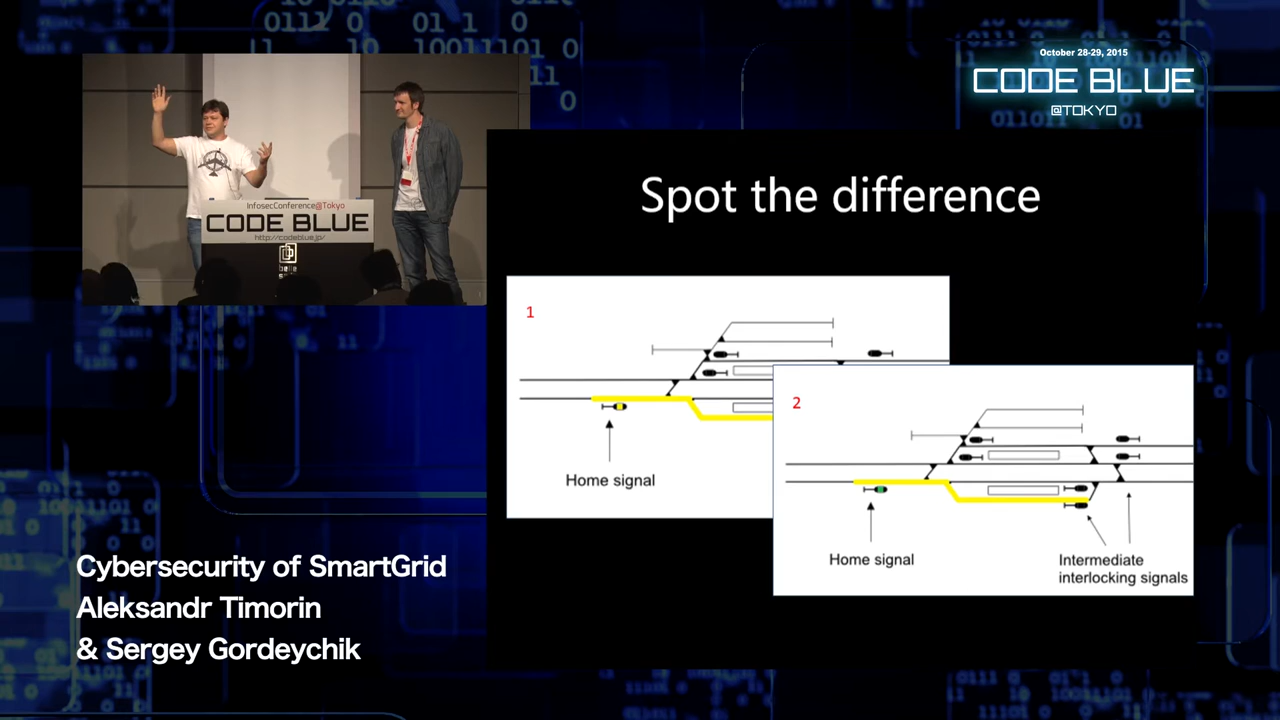 October 28-29, 2015
CODE BLUE
@TOKYO
InfosecConference@Tokyo
CODE BLUE
http://codeblue.jp/
Spot the difference
1
Home signal
2
Home signal
Intermediate
interlocking signals
Cybersecurity of SmartGrid
Aleksandr Timorin
& Sergey Gordeychik